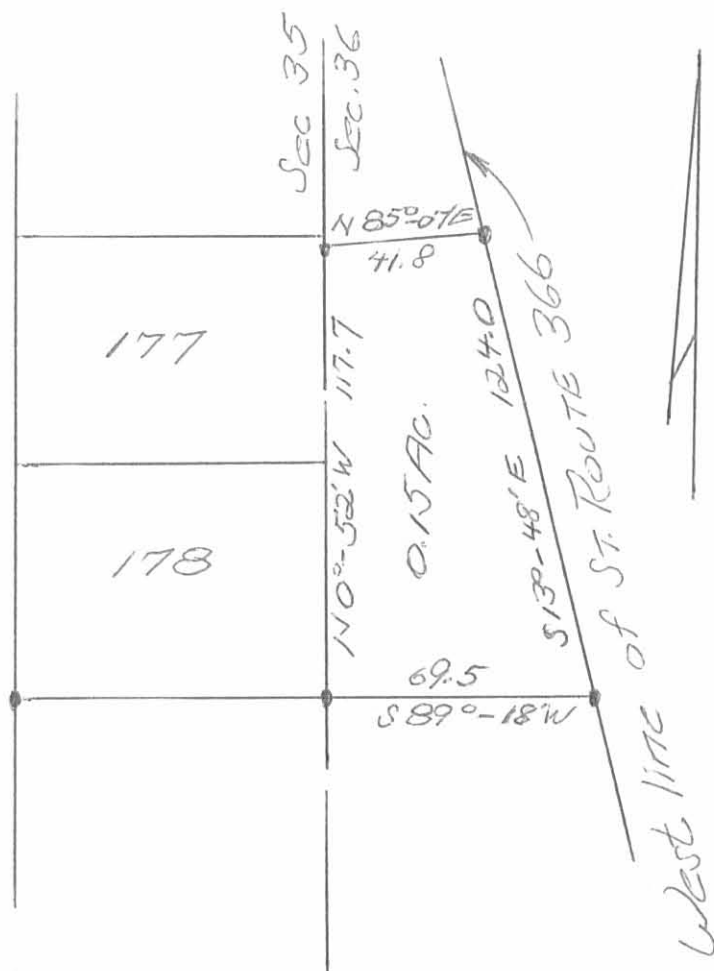 Sec 35
Sec. 36
N 85°-07'E
41.8
177
117.7
N 0°-52'W
124.0
S 13°-48'E
0.15 Ac.
178
69.5
S 89°-18'W
West line of St. ROUTE 366